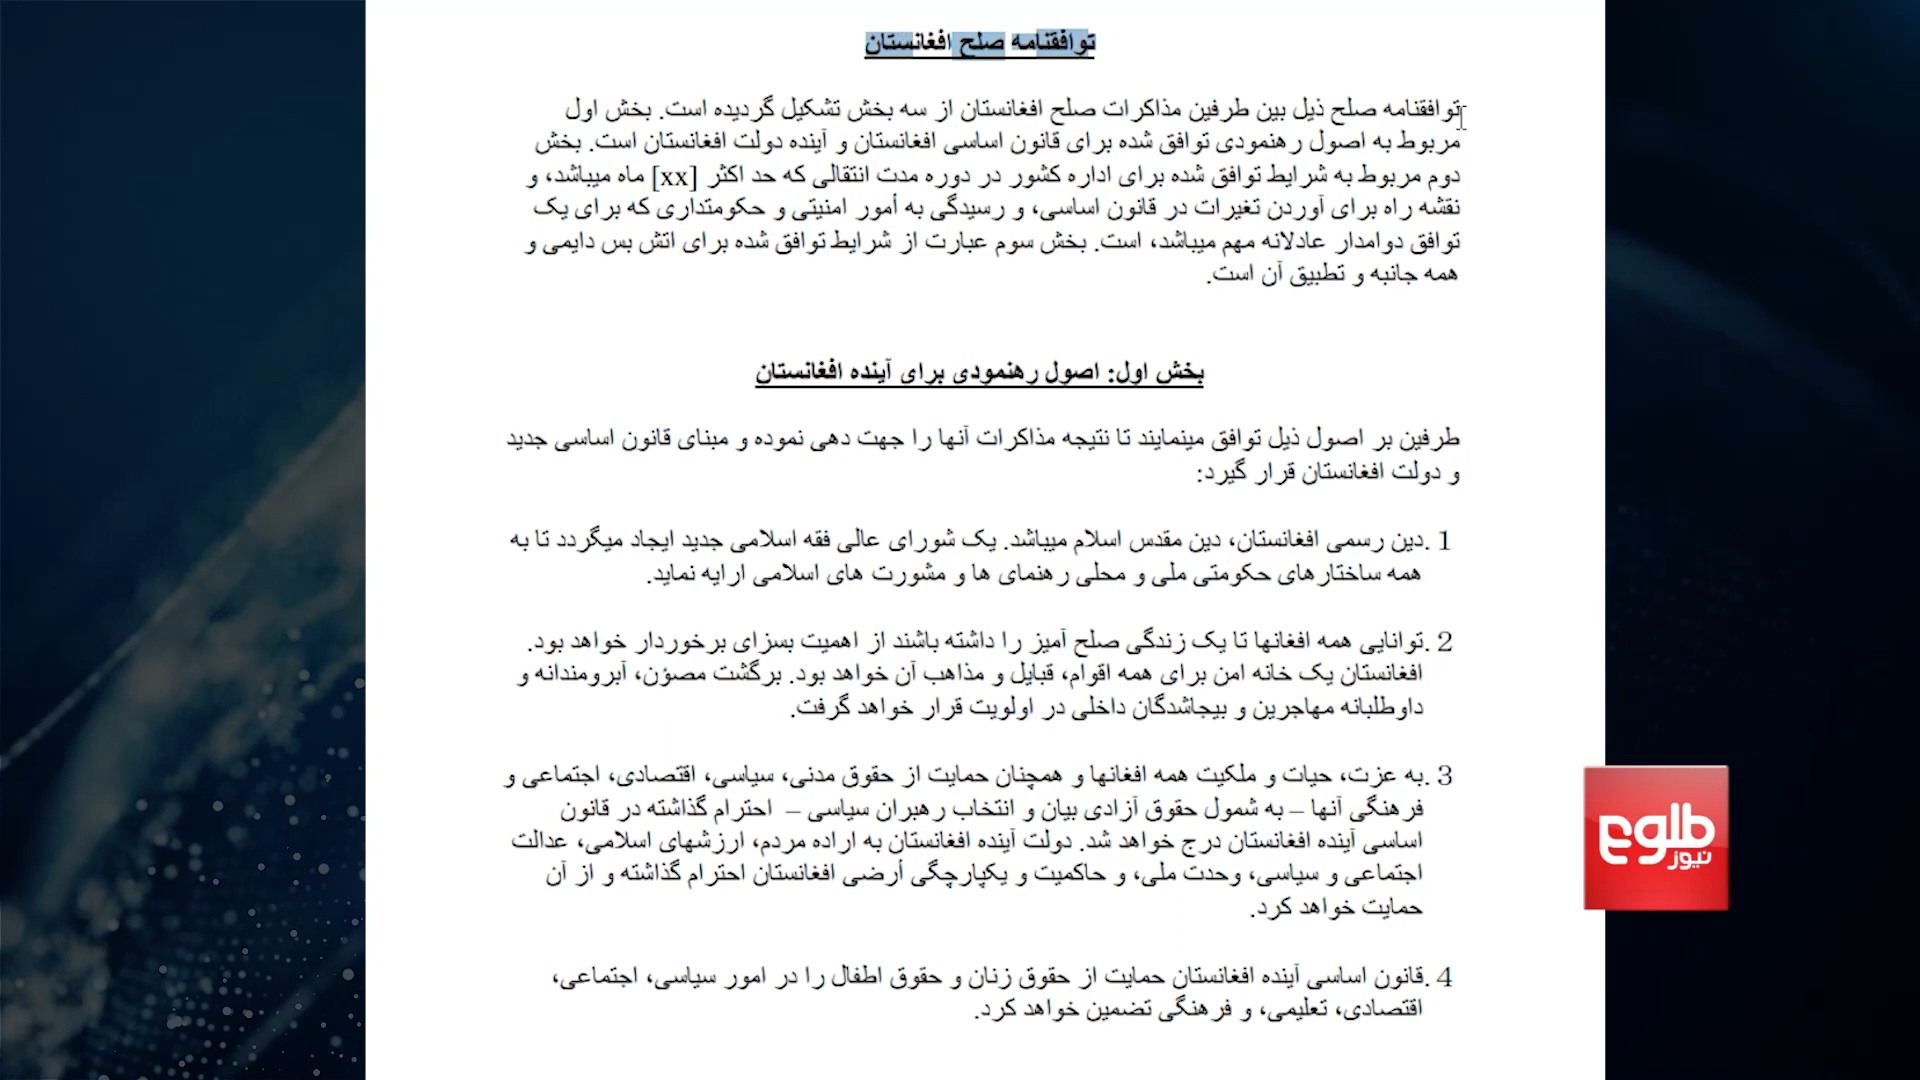 توافقنامه صلح افغانستان
توافقنامه صلح ذیل بین طرفین مذاکرات صلح افغانستان از سه بخش تشکیل گردیده است. بخش اول
مربوط به اصول رهنمودی توافق شده برای قانون اساسی افغانستان و آینده دولت افغانستان است. بخش
دوم مربوط به شرایط توافق شده برای اداره کشور در دوره مدت انتقالی که حد اکثر [xx] ماه میباشد، و
نقشه راه برای آوردن تغیرات در قانون اساسی، و رسیدگی به أمور امنیتی و حکومتداری که برای یک
توافق دوامدار عادلانه مهم میباشد، است. بخش سوم عبارت از شرایط توافق شده برای اتش بس دایمی و
همه جانبه و تطبیق آن است.
بخش اول: اصول رهنمودی برای آینده افغانستان
طرفین بر اصول ذیل توافق مینمایند تا نتیجه مذاکرات آنها را جهت دهی نموده و مبنای قانون اساسی جدید
و دولت افغانستان قرار گیرد:
1. دین رسمی افغانستان، دین مقدس اسلام میباشد. یک شورای عالی فقه اسلامی جدید ایجاد میگردد تا به
همه ساختارهای حکومتی ملی و محلی رهنمای ها و مشورت های اسلامی ارایه نماید.
2. توانایی همه افغانها تا یک زندگی صلح آمیز را داشته باشند از اهمیت بسزای برخوردار خواهد بود.
افغانستان یک خانه امن برای همه اقوام، قبایل و مذاهب آن خواهد بود. برگشت مصؤن، آبرومندانه و
داوطلبانه مهاجرین و بیجاشدگان داخلی در اولویت قرار خواهد گرفت.
3. به عزت، حیات و ملکیت همه افغانها و همچنان حمایت از حقوق مدنی، سیاسی، اقتصادی، اجتماعی و
فرهنگی آنها – به شمول حقوق آزادی بیان و انتخاب رهبران سیاسی – احترام گذاشته در قانون
اساسی آینده افغانستان درج خواهد شد. دولت آینده افغانستان به اراده مردم، ارزشهای اسلامی، عدالت
اجتماعی و سیاسی، وحدت ملی، و حاکمیت و یکپارچگی أرضی افغانستان احترام گذاشته و از آن
حمایت خواهد کرد.
4. قانون اساسی آینده افغانستان حمایت از حقوق زنان و حقوق اطفال را در امور سیاسی، اجتماعی،
اقتصادی، تعلیمی، و فرهنگی تضمین خواهد کرد.
طلوع
نیوز